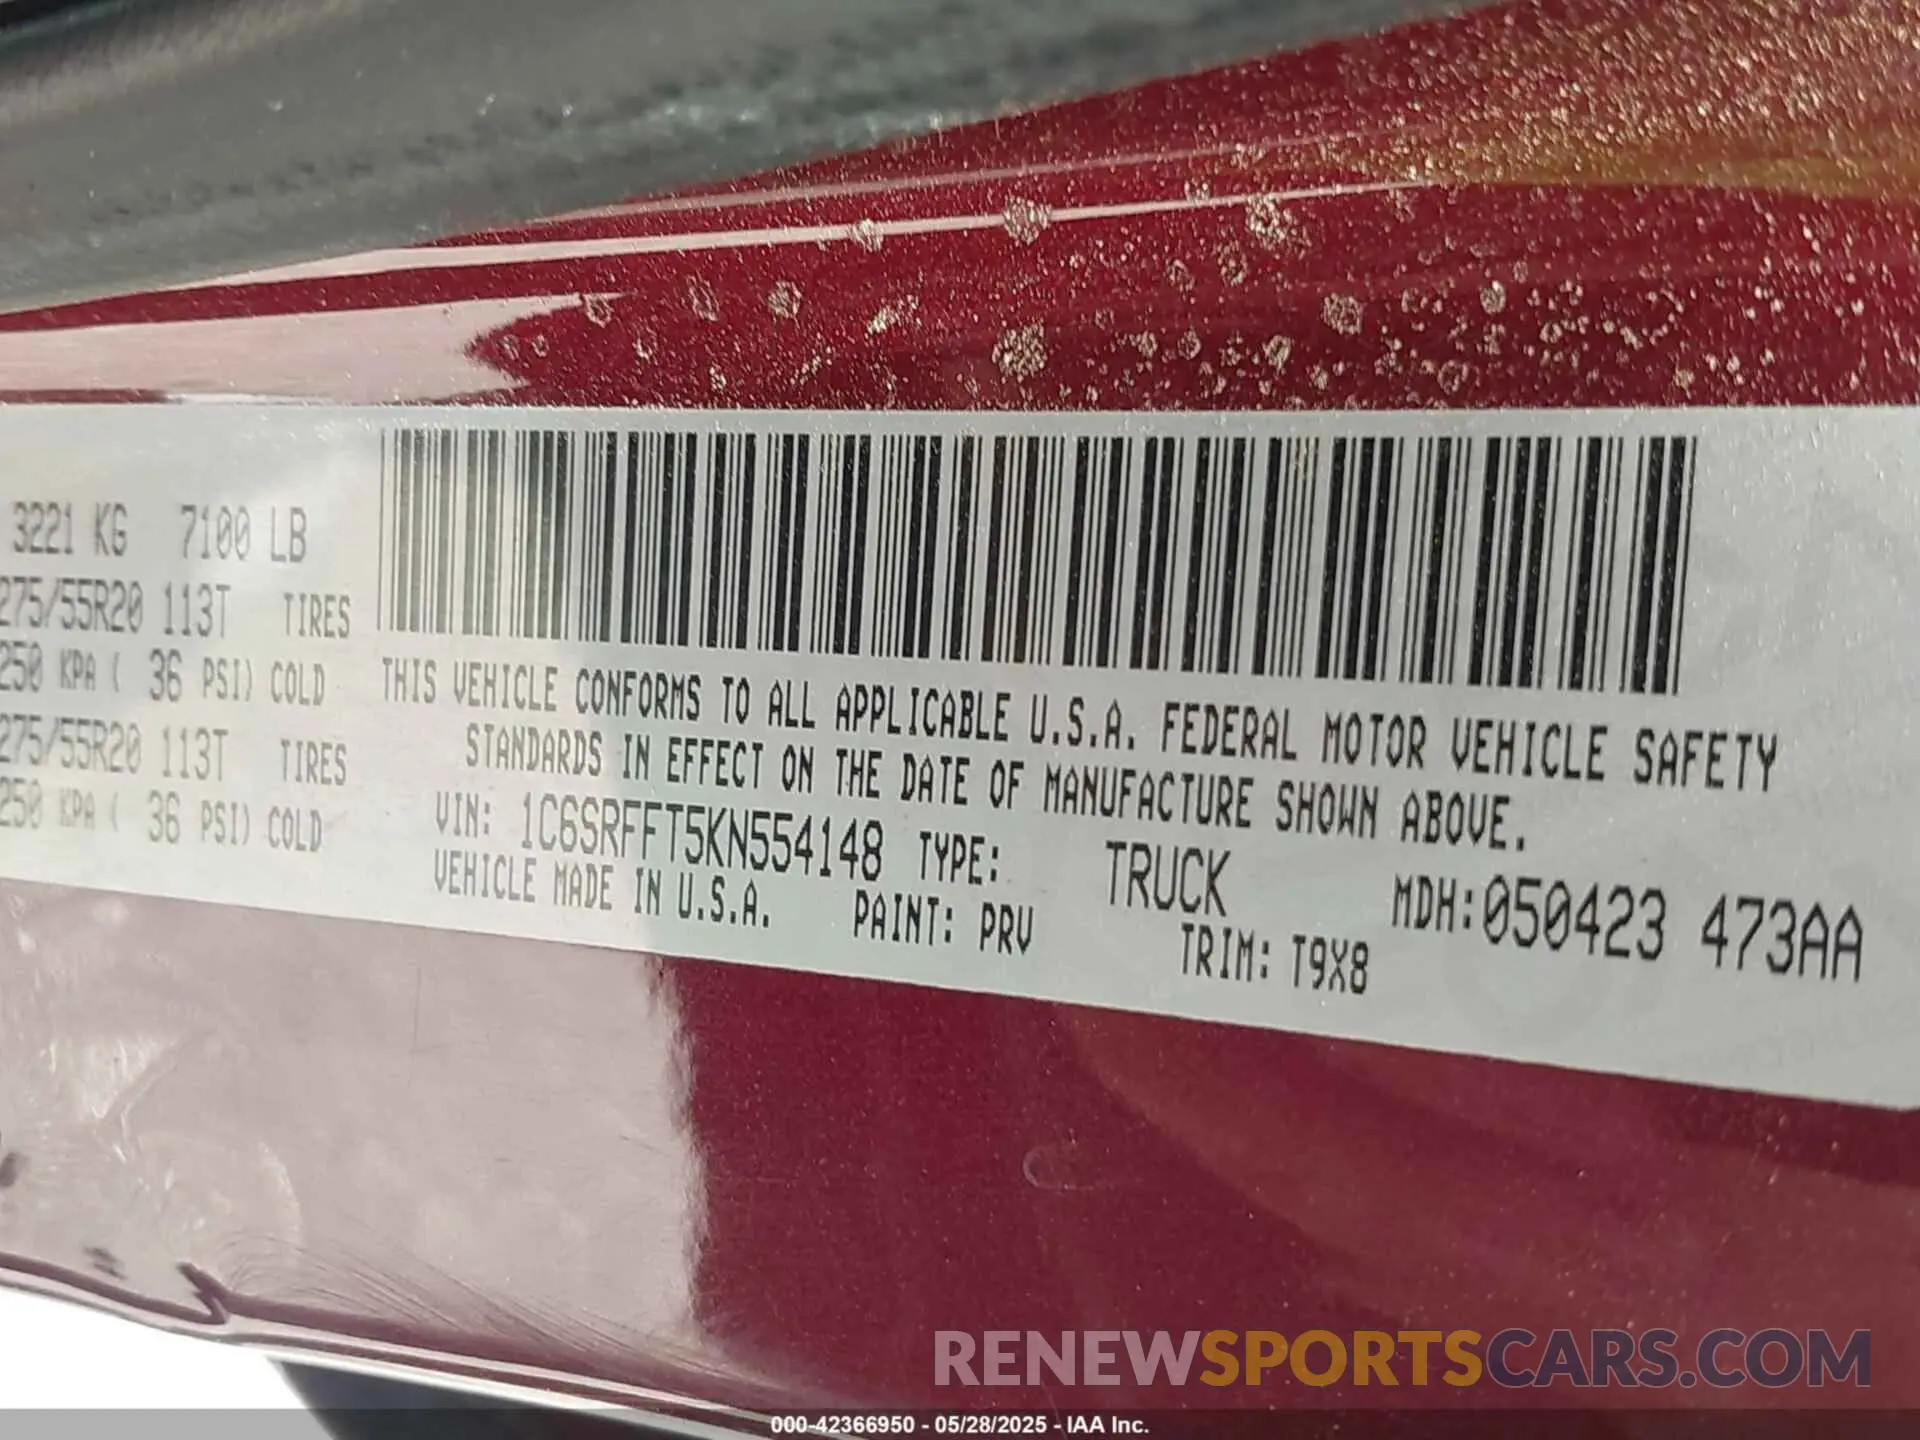 3221 KG 7100 LB
275/55R20 113T TIRES
250 KPA ( 36 PSI) COLD
275/55R20 113T TIRES
250 KPA ( 36 PSI) COLD
THIS VEHICLE CONFORMS TO ALL APPLICABLE U.S.A. FEDERAL MOTOR VEHICLE SAFETY
STANDARDS IN EFFECT ON THE DATE OF MANUFACTURE SHOWN ABOVE.
VIN: 1C6SRFFT5KN554148 TYPE: TRUCK MDH:050423 473AA
VEHICLE MADE IN U.S.A. PAINT: PRV TRIM: T9X8
RENEWSPORTSCARS.COM
000-42366950 - 05/28/2025 - IAA Inc.